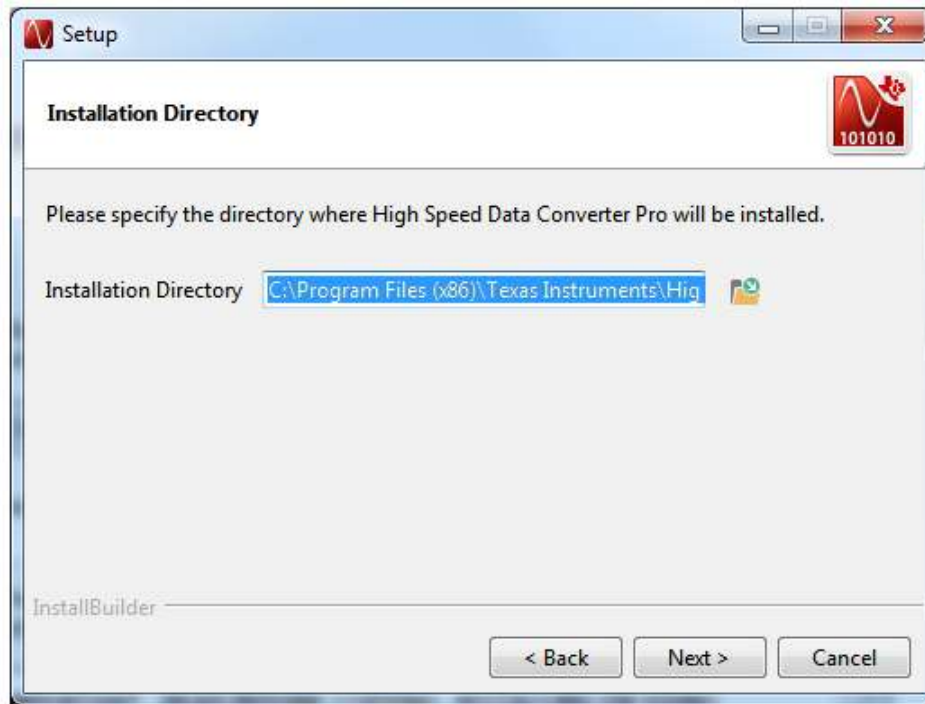 Setup
Installation Directory
101010
Please specify the directory where High Speed Data Converter Pro will be installed.
Installation Directory C:\Program Files (x86)\Texas Instruments\Hig
InstallBuilder
< Back Next > Cancel